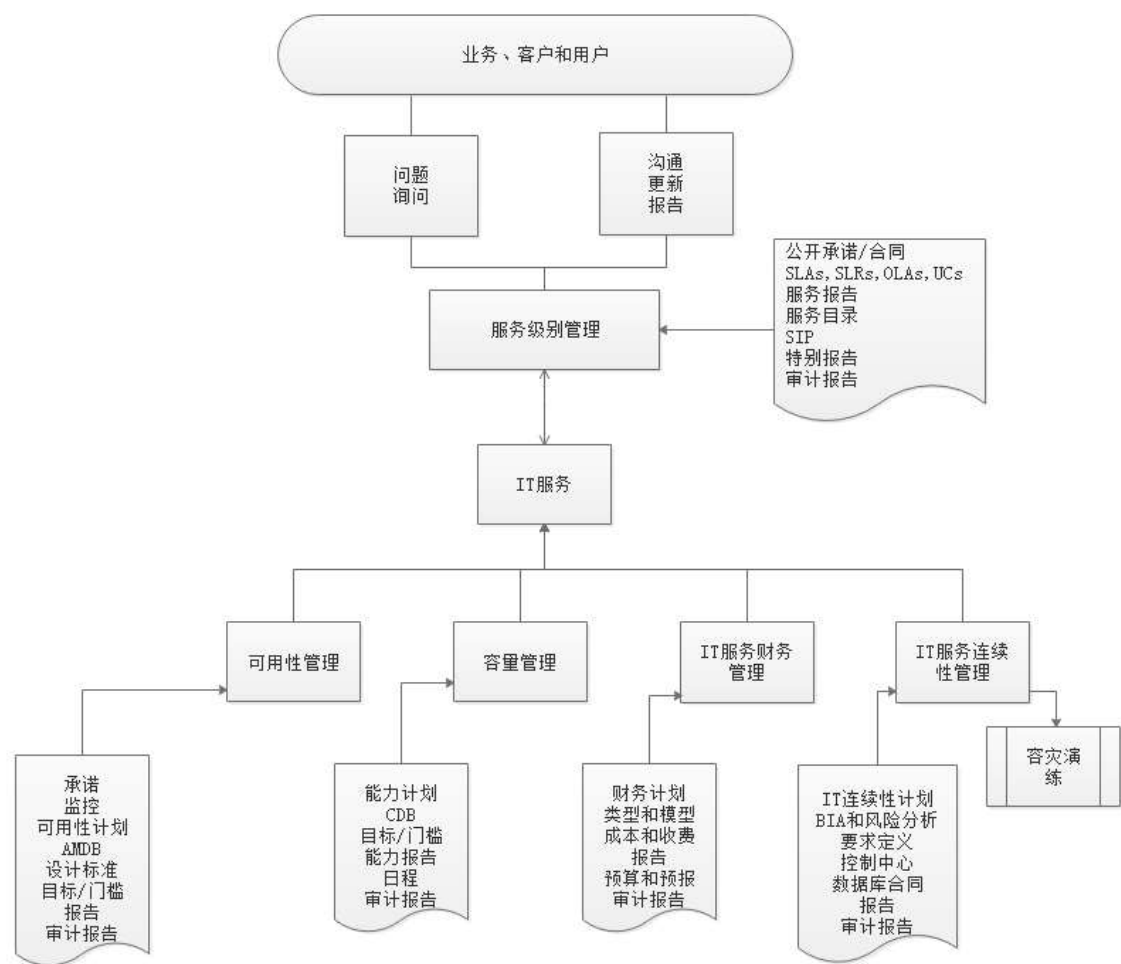 业务、客户和用户
问题
询问
沟通
更新
报告
公开承诺/合同
SLAs,SLRs,OLAs,UCs
服务报告
服务目录
SIP
特别报告
审计报告
服务级别管理
IT服务
可用性管理
容量管理
IT服务财务
管理
IT服务连续
性管理
容灾演
练
承诺
监控
可用性计划
AMDB
设计标准
目标/门槛
报告
审计报告
能力计划
CDB
目标/门槛
能力报告
日程
审计报告
财务计划
类型和模型
成本和收费
报告
预算和预报
审计报告
IT连续性计划
BIA和风险分析
要求定义
控制中心
数据库合同
报告
审计报告